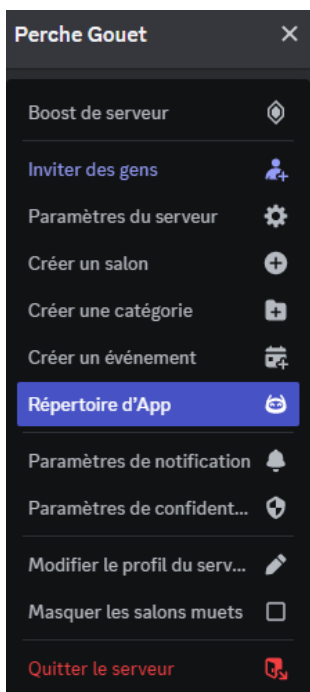 Perche Gouet
Boost de serveur
Inviter des gens
Paramètres du serveur
Créer un salon
Créer une catégorie
Créer un événement
Répertoire d'App
Paramètres de notification
Paramètres de confident...
Modifier le profil du serv...
Masquer les salons muets
Quitter le serveur